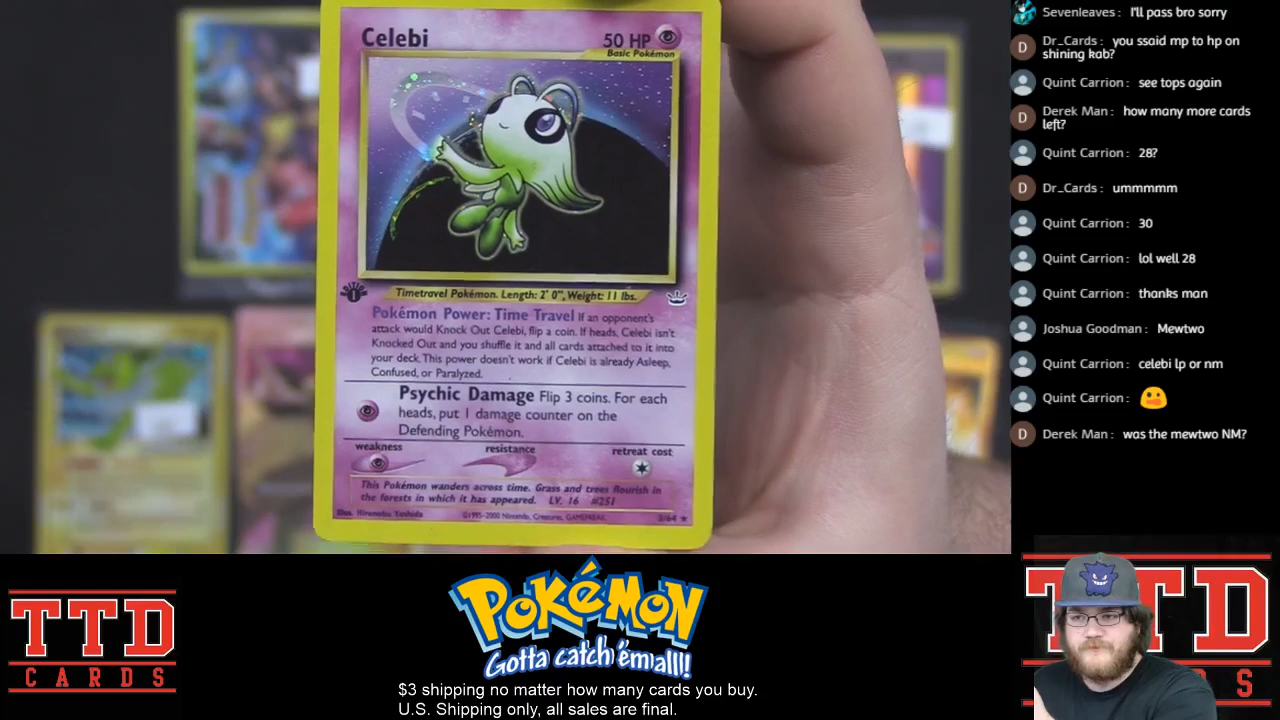 Celebi
50 HP
Basic Pokémon
1
Timetravel Pokémon. Length: 2' 0", Weight: 11 lbs.
Pokémon Power: Time Travel If an opponent's
attack would Knock Out Celebi, flip a coin. If heads, Celebi isn't
Knocked Out and you shuffle it and all cards attached to it into
your deck. This power doesn't work if Celebi is already Asleep,
Confused, or Paralyzed.
Psychic Damage Flip 3 coins. For each
heads, put 1 damage counter on the
Defending Pokémon.
weakness
resistance
retreat cost
This Pokémon wanders across time. Grass and trees flourish in
the forests in which it has appeared. LV. 16 #251
Illus. Hironobu Yoshida
©1995-2000 Nintendo, Creatures, GAMEFREAK.
3/64 ★
Sevenleaves : I'll pass bro sorry
D Dr_Cards : you ssaid mp to hp on
shining kab?
Quint Carrion : see tops again
D Derek Man : how many more cards
left?
Quint Carrion : 28?
D Dr_Cards : ummmmm
Quint Carrion : 30
Quint Carrion : lol well 28
Quint Carrion : thanks man
Joshua Goodman : Mewtwo
Quint Carrion : celebi lp or nm
Quint Carrion : 😮
D Derek Man : was the mewtwo NM?
TTD
CARDS
POKéMON
Gotta catch 'em all!
$3 shipping no matter how many cards you buy.
U.S. Shipping only, all sales are final.
T D
S